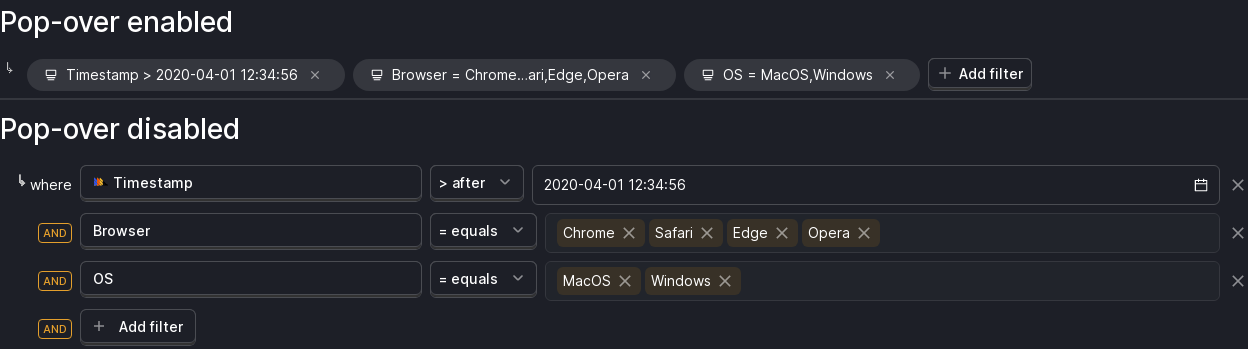 Pop-over enabled
Timestamp > 2020-04-01 12:34:56 Browser = Chrome...ari,Edge,Opera OS = MacOS,Windows + Add filter
Pop-over disabled
where Timestamp > after 2020-04-01 12:34:56
AND Browser = equals Chrome Safari Edge Opera
AND OS = equals MacOS Windows
AND + Add filter